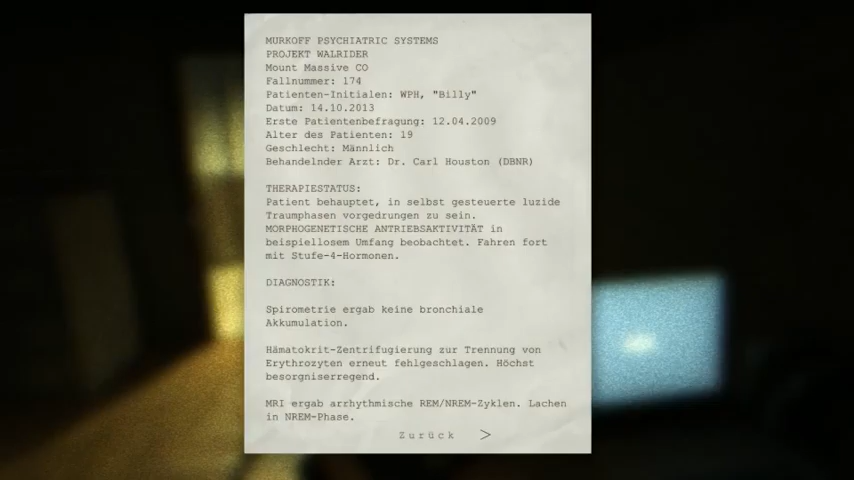 MURKOFF PSYCHIATRIC SYSTEMS
PROJEKT WALRIDER
Mount Massive CO
Fallnummer: 174
Patienten-Initialen: WPH, "Billy"
Datum: 14.10.2013
Erste Patientenbefragung: 12.04.2009
Alter des Patienten: 19
Geschlecht: Männlich
Behandelnder Arzt: Dr. Carl Houston (DBNR)
THERAPIESTATUS:
Patient behauptet, in selbst gesteuerte luzide
Traumphasen vorgedrungen zu sein.
MORPHOGENETISCHE ANTRIEBSAKTIVITÄT in
beispiellosem Umfang beobachtet. Fahren fort
mit Stufe-4-Hormonen.
DIAGNOSTIK:
Spirometrie ergab keine bronchiale
Akkumulation.
Hämatokrit-Zentrifugierung zur Trennung von
Erythrozyten erneut fehlgeschlagen. Höchst
besorgniserregend.
MRI ergab arrhythmische REM/NREM-Zyklen. Lachen
in NREM-Phase.
Zurück >